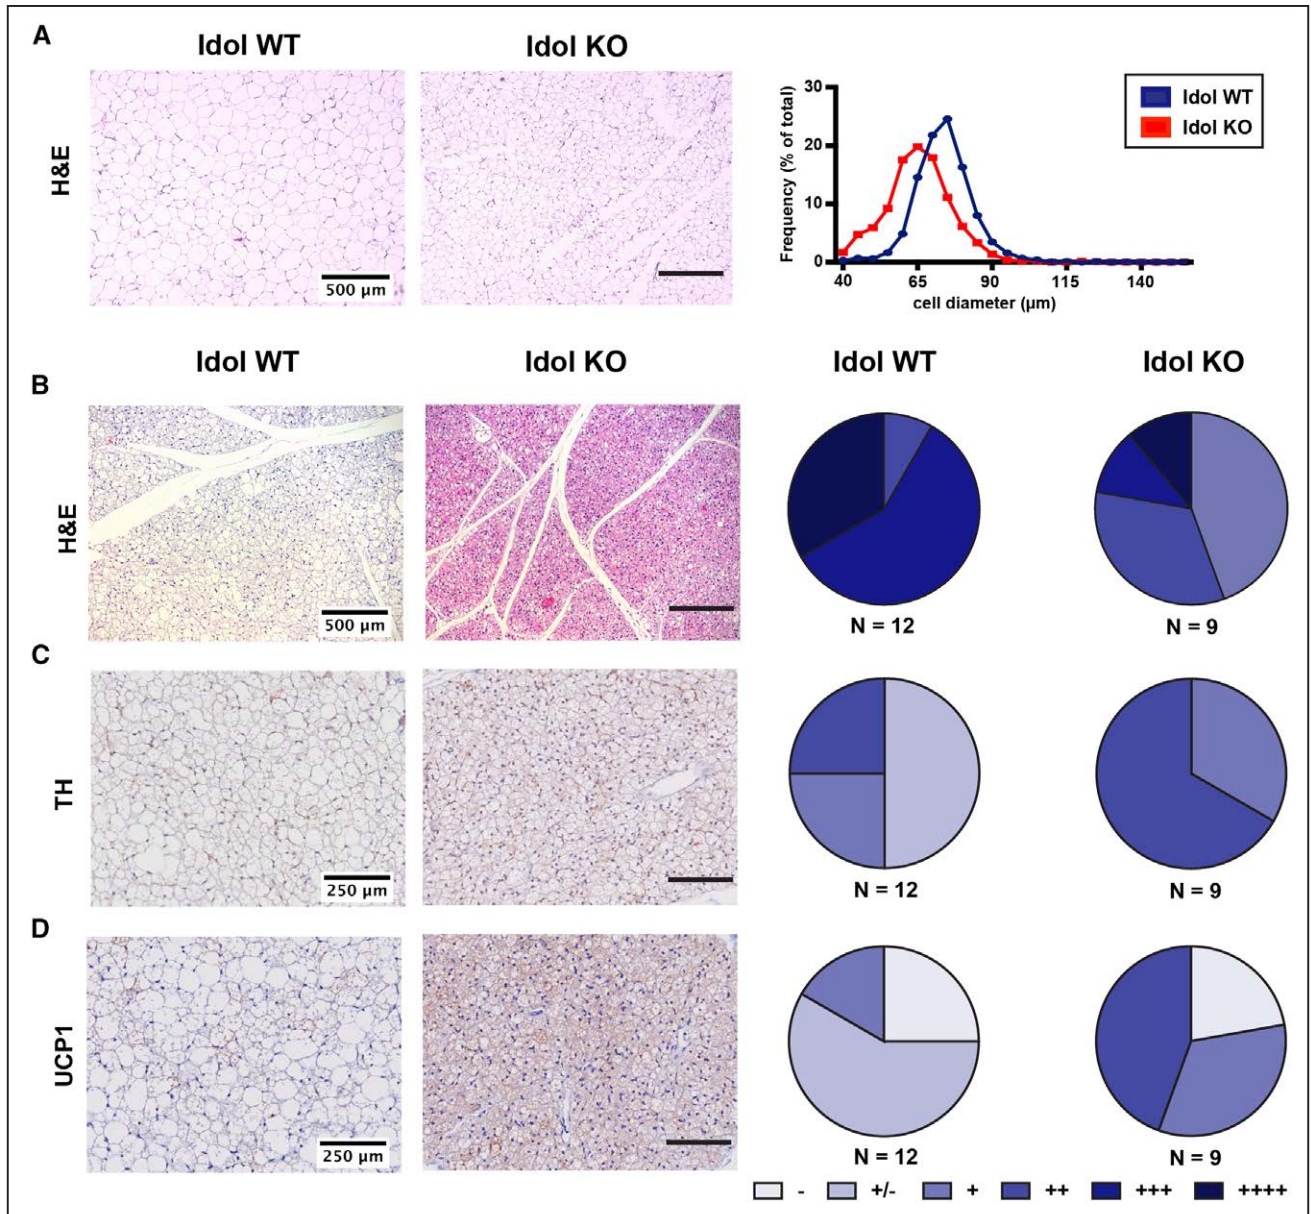 A
Idol WT
Idol KO
H&E
500 µm
Frequency (% of total)
30
20
10
0
40
65
90
115
140
cell diameter (µm)
Idol WT
Idol KO
B
Idol WT
Idol KO
Idol WT
Idol KO
H&E
500 µm
N = 12
N = 9
C
TH
250 µm
N = 12
N = 9
D
UCP1
250 µm
N = 12
N = 9
-
+/-
+
++
+++
++++